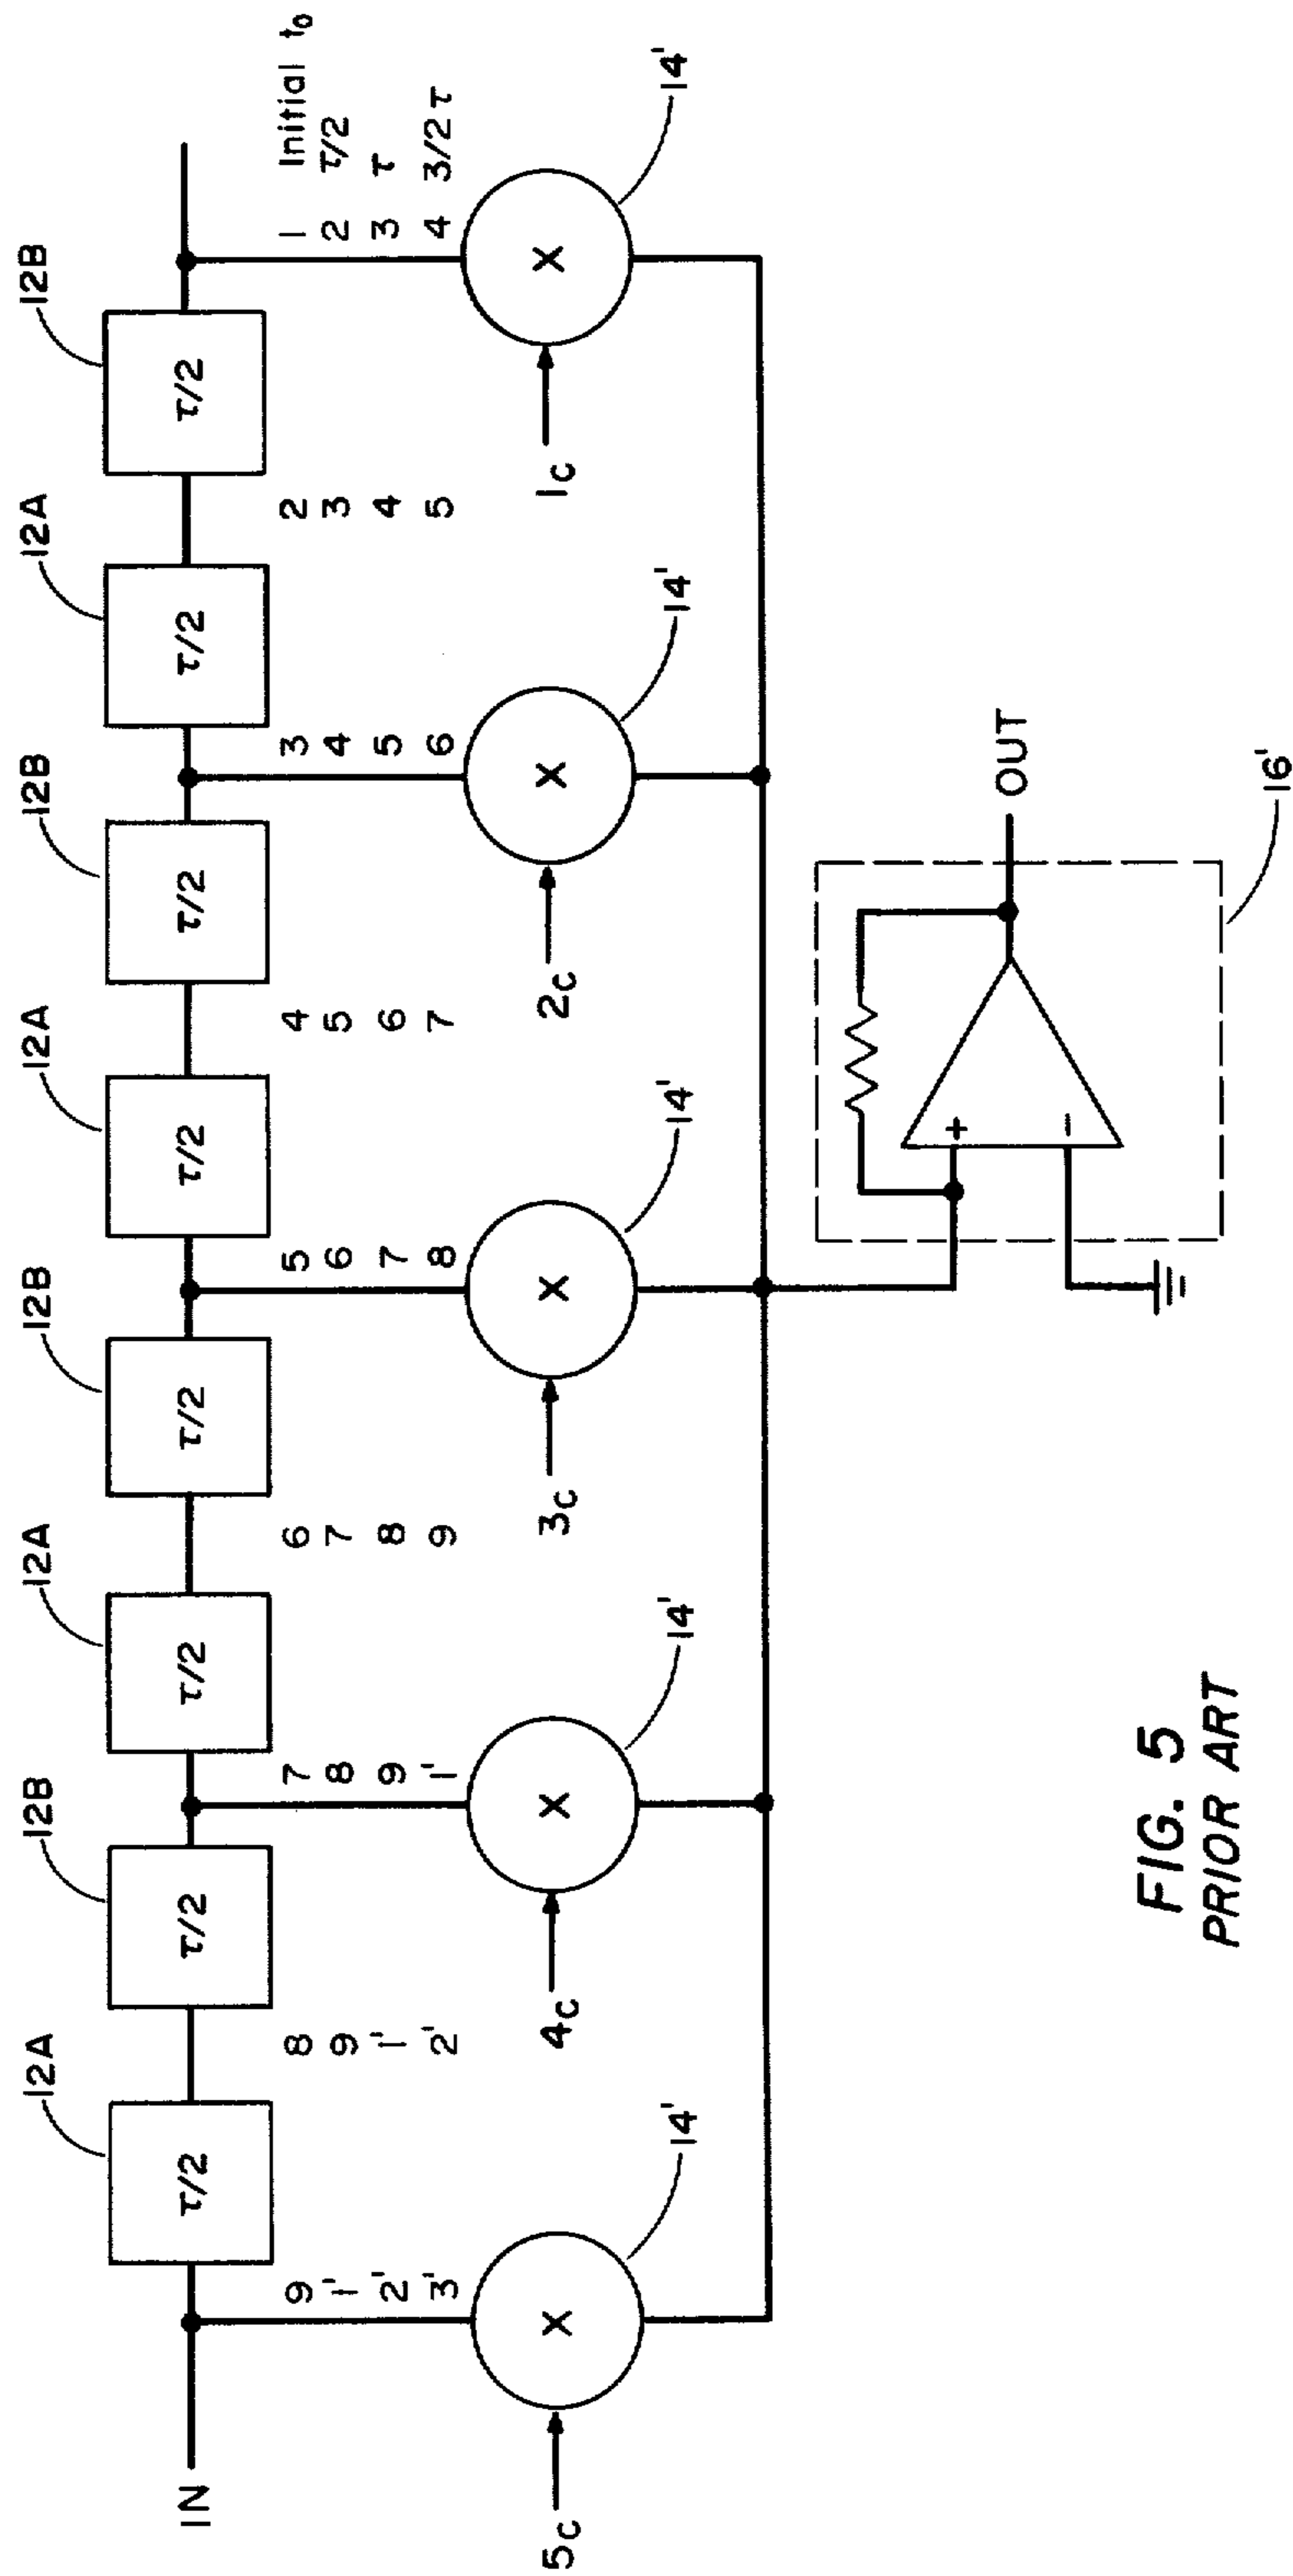 12A 12B 12A 12B 12A 12B 12A 12B
IN τ/2 τ/2 τ/2 τ/2 τ/2 τ/2 τ/2 τ/2
9 8 7 6 5 4 3 2 1 Initial t₀
1' 9 8 7 6 5 4 3 2 τ/2
2' 1' 9 8 7 6 5 4 3 τ
3' 2' 1' 9 8 7 6 5 4 3/2 τ
14' 14' 14' 14' 14'
X X X X X
5c 4c 3c 2c 1c
+
−
OUT
16'
FIG. 5
PRIOR ART